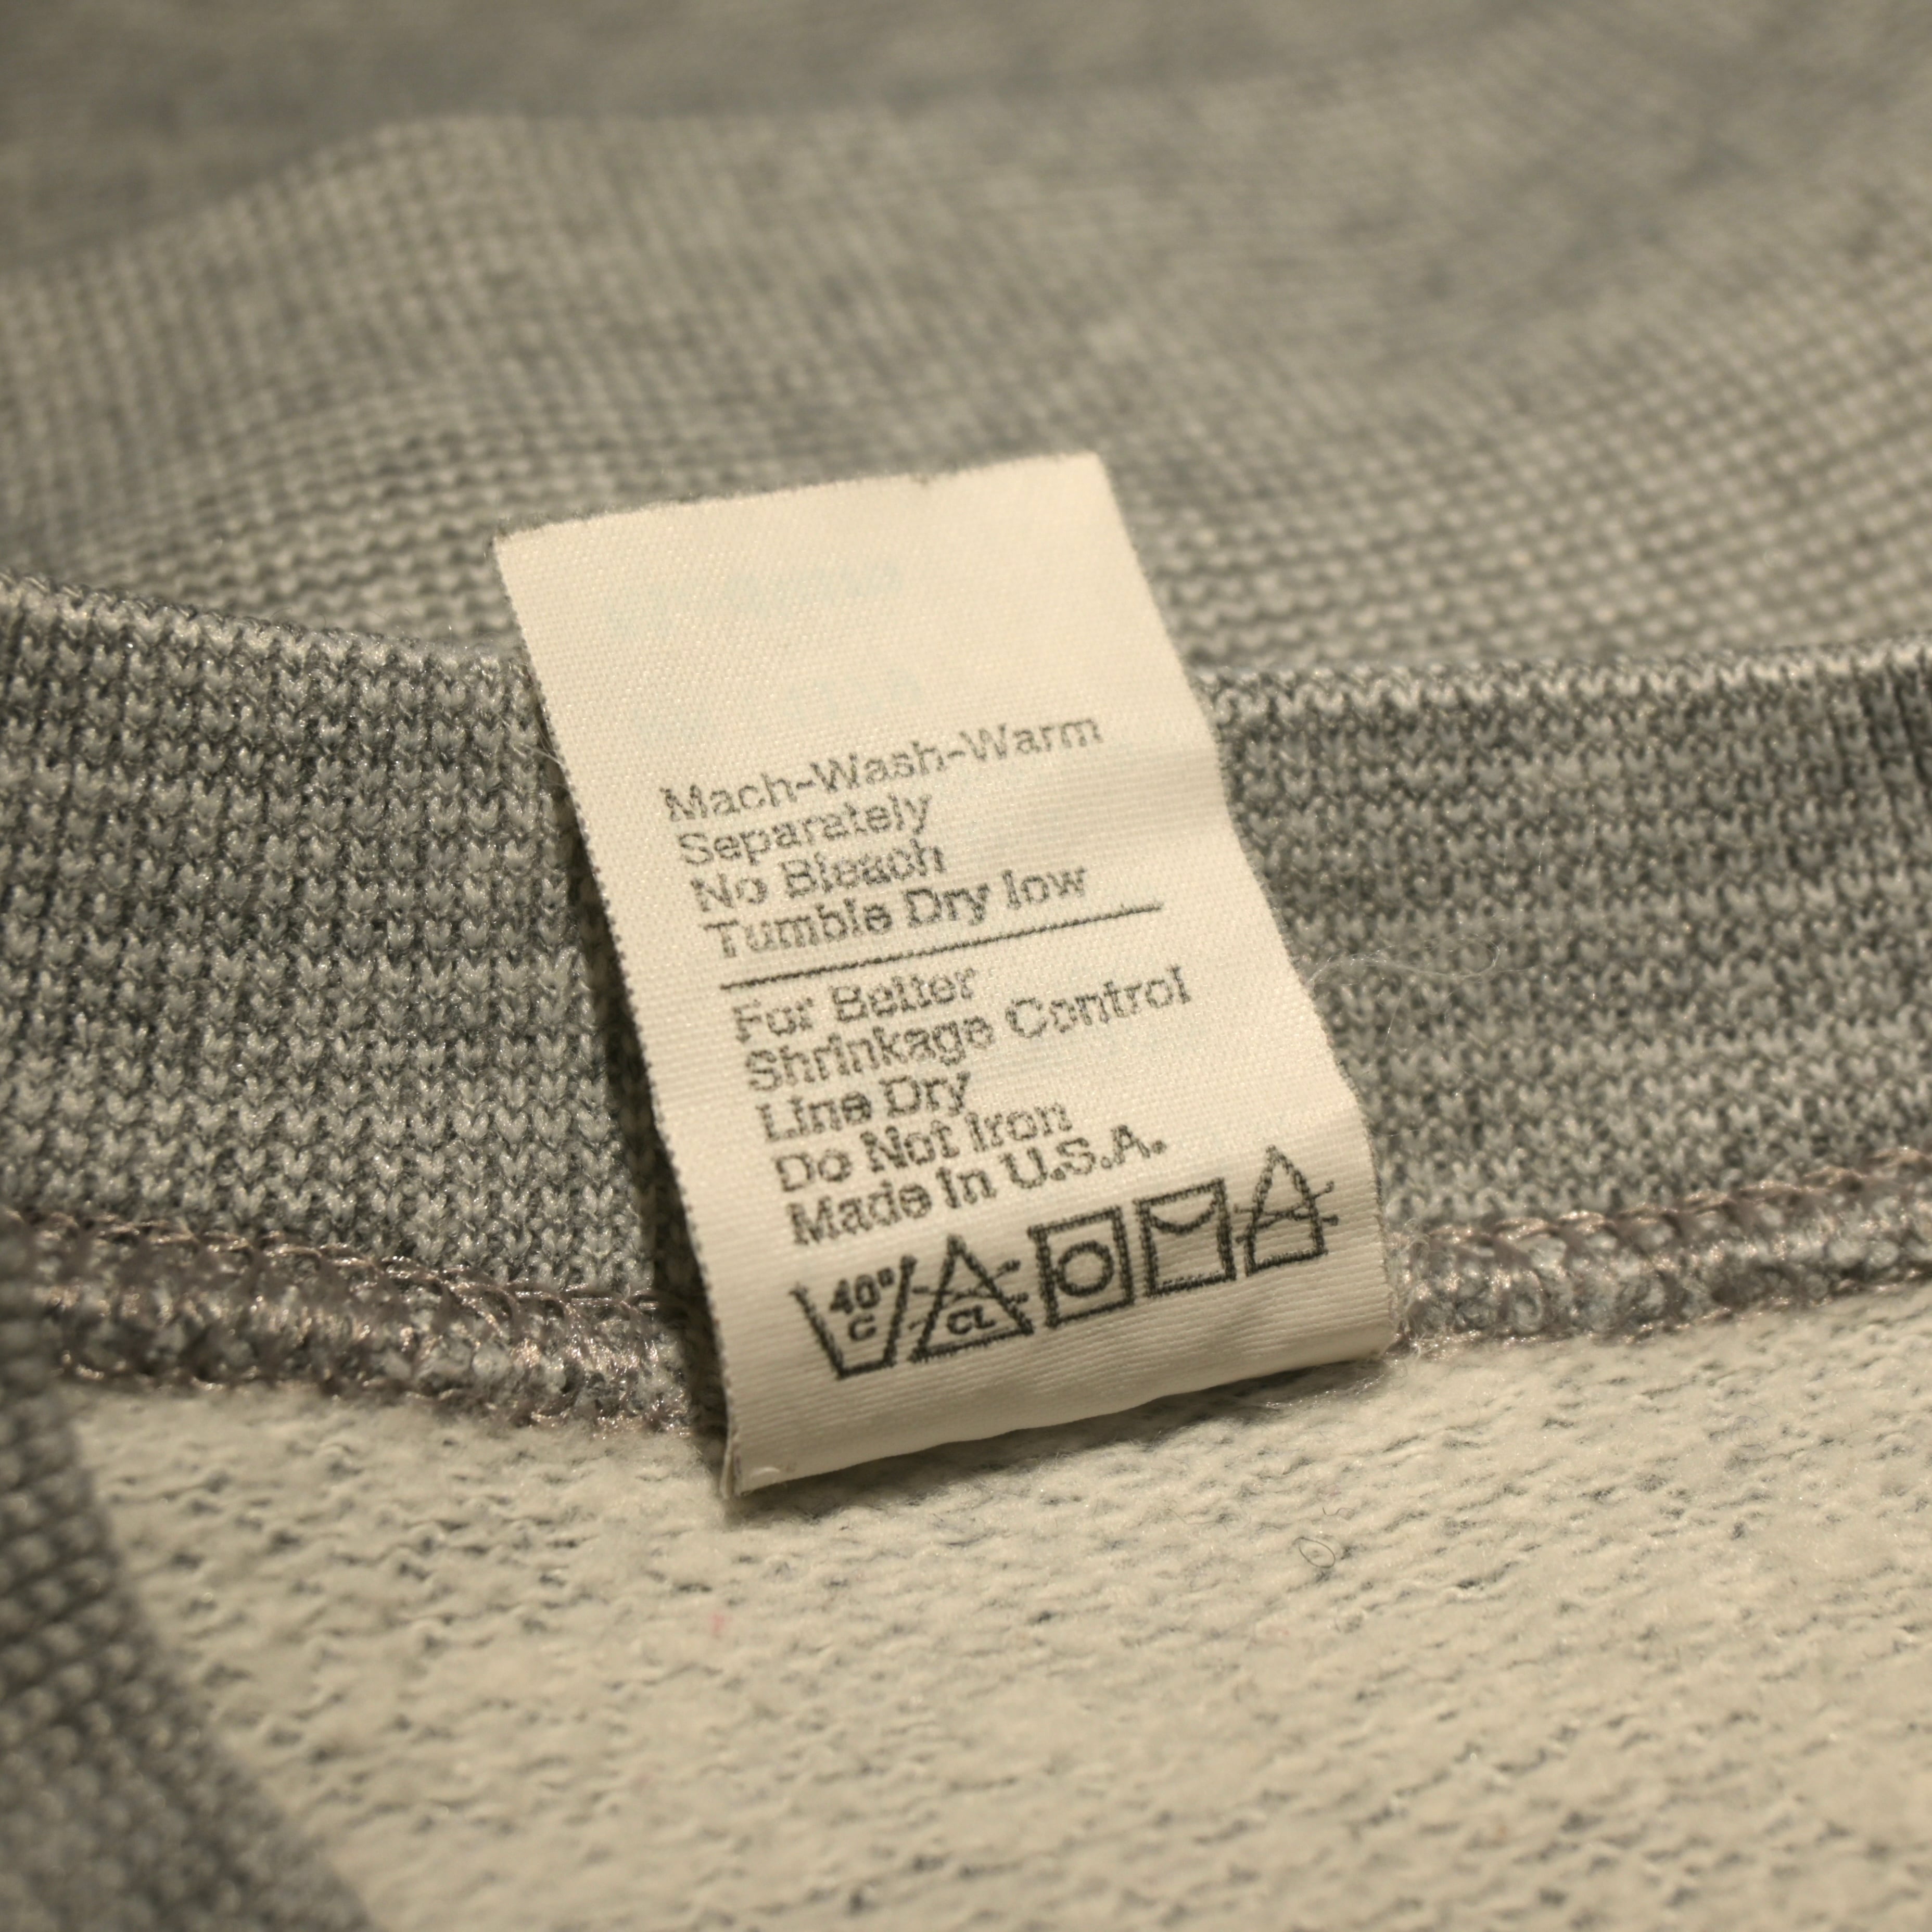 Mach-Wash-Warm
Separately
No Bleach
Tumble Dry low
For Better
Shrinkage Control
Line Dry
Do Not Iron
Made In U.S.A.
40°
C
CL